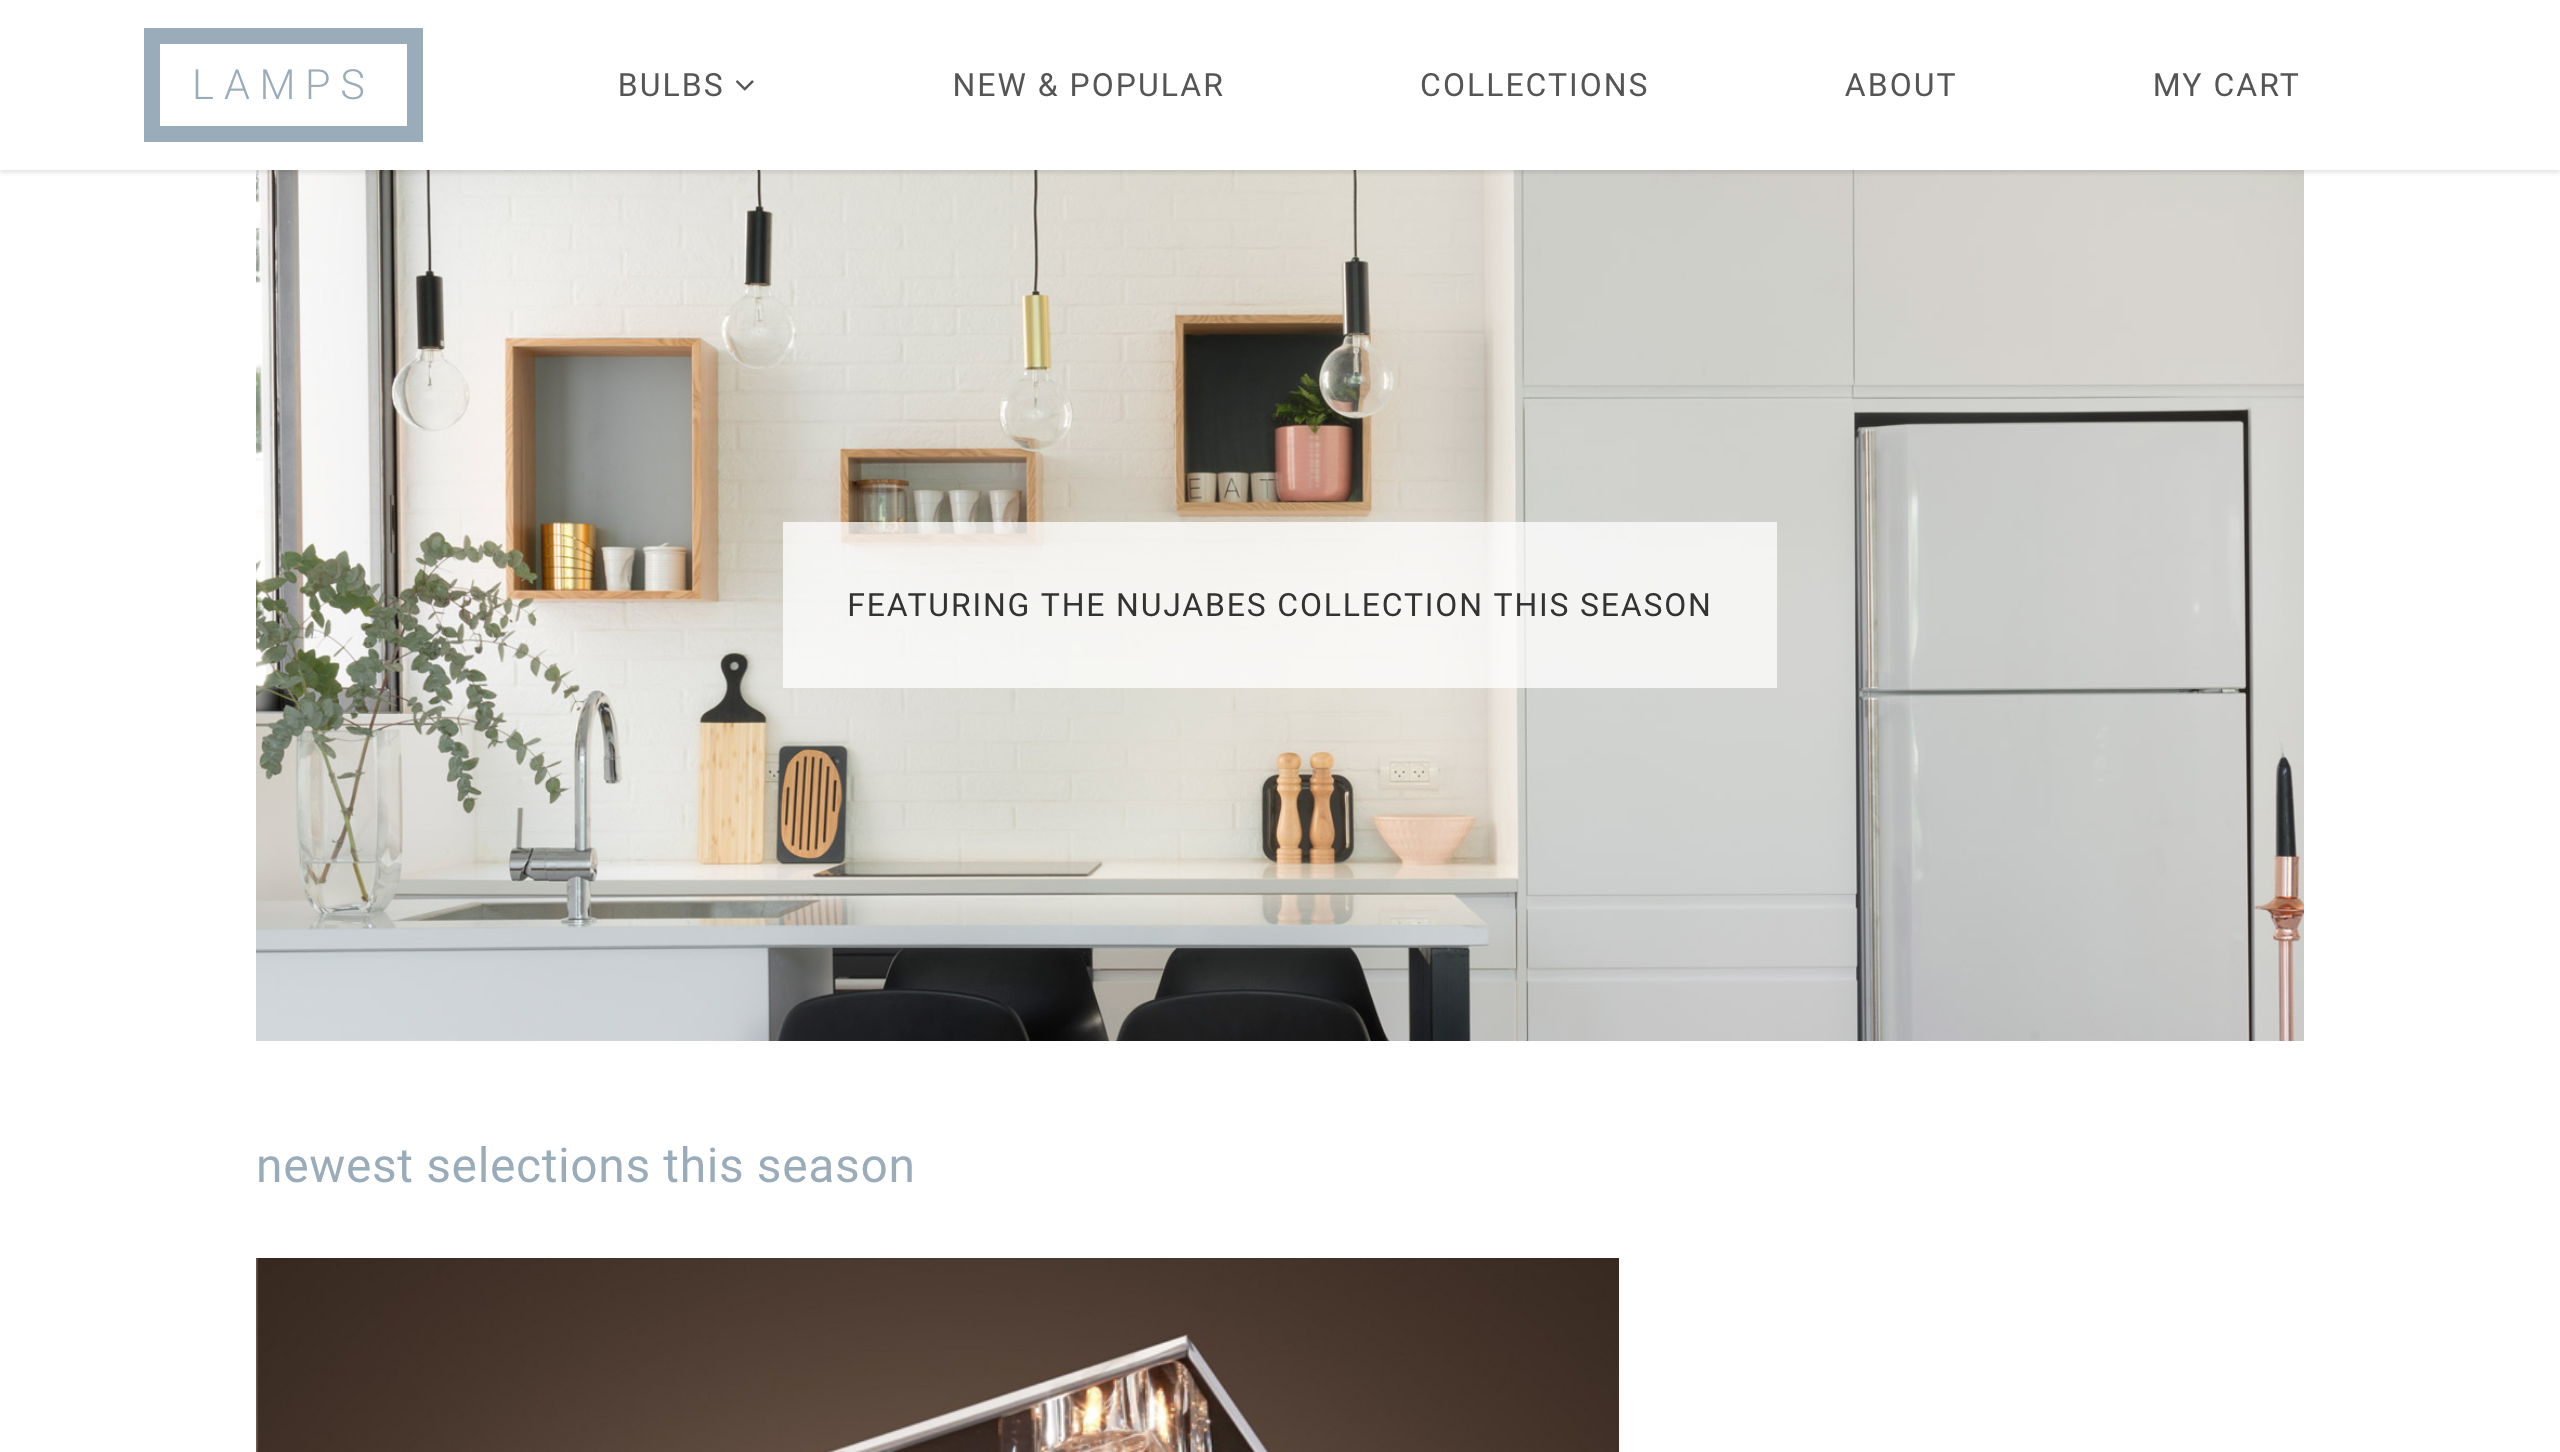 LAMPS
BULBS
NEW & POPULAR
COLLECTIONS
ABOUT
MY CART
EAT
FEATURING THE NUJABES COLLECTION THIS SEASON
newest selections this season